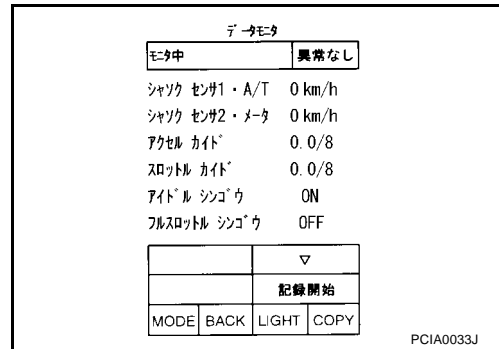 ﾃﾞｰﾀﾓﾆﾀ
ﾓﾆﾀ中 異常なし
ｼｬｿｸ ｾﾝｻ1・A/T 0 km/h
ｼｬｿｸ ｾﾝｻ2・ﾒｰﾀ 0 km/h
ｱｸｾﾙ ｶｲﾄﾞ 0.0/8
ｽﾛｯﾄﾙ ｶｲﾄﾞ 0.0/8
ｱｲﾄﾞﾙ ｼﾝｺﾞｳ ON
ﾌﾙｽﾛｯﾄﾙ ｼﾝｺﾞｳ OFF
▽
記録開始
MODE BACK LIGHT COPY
PCIA0033J